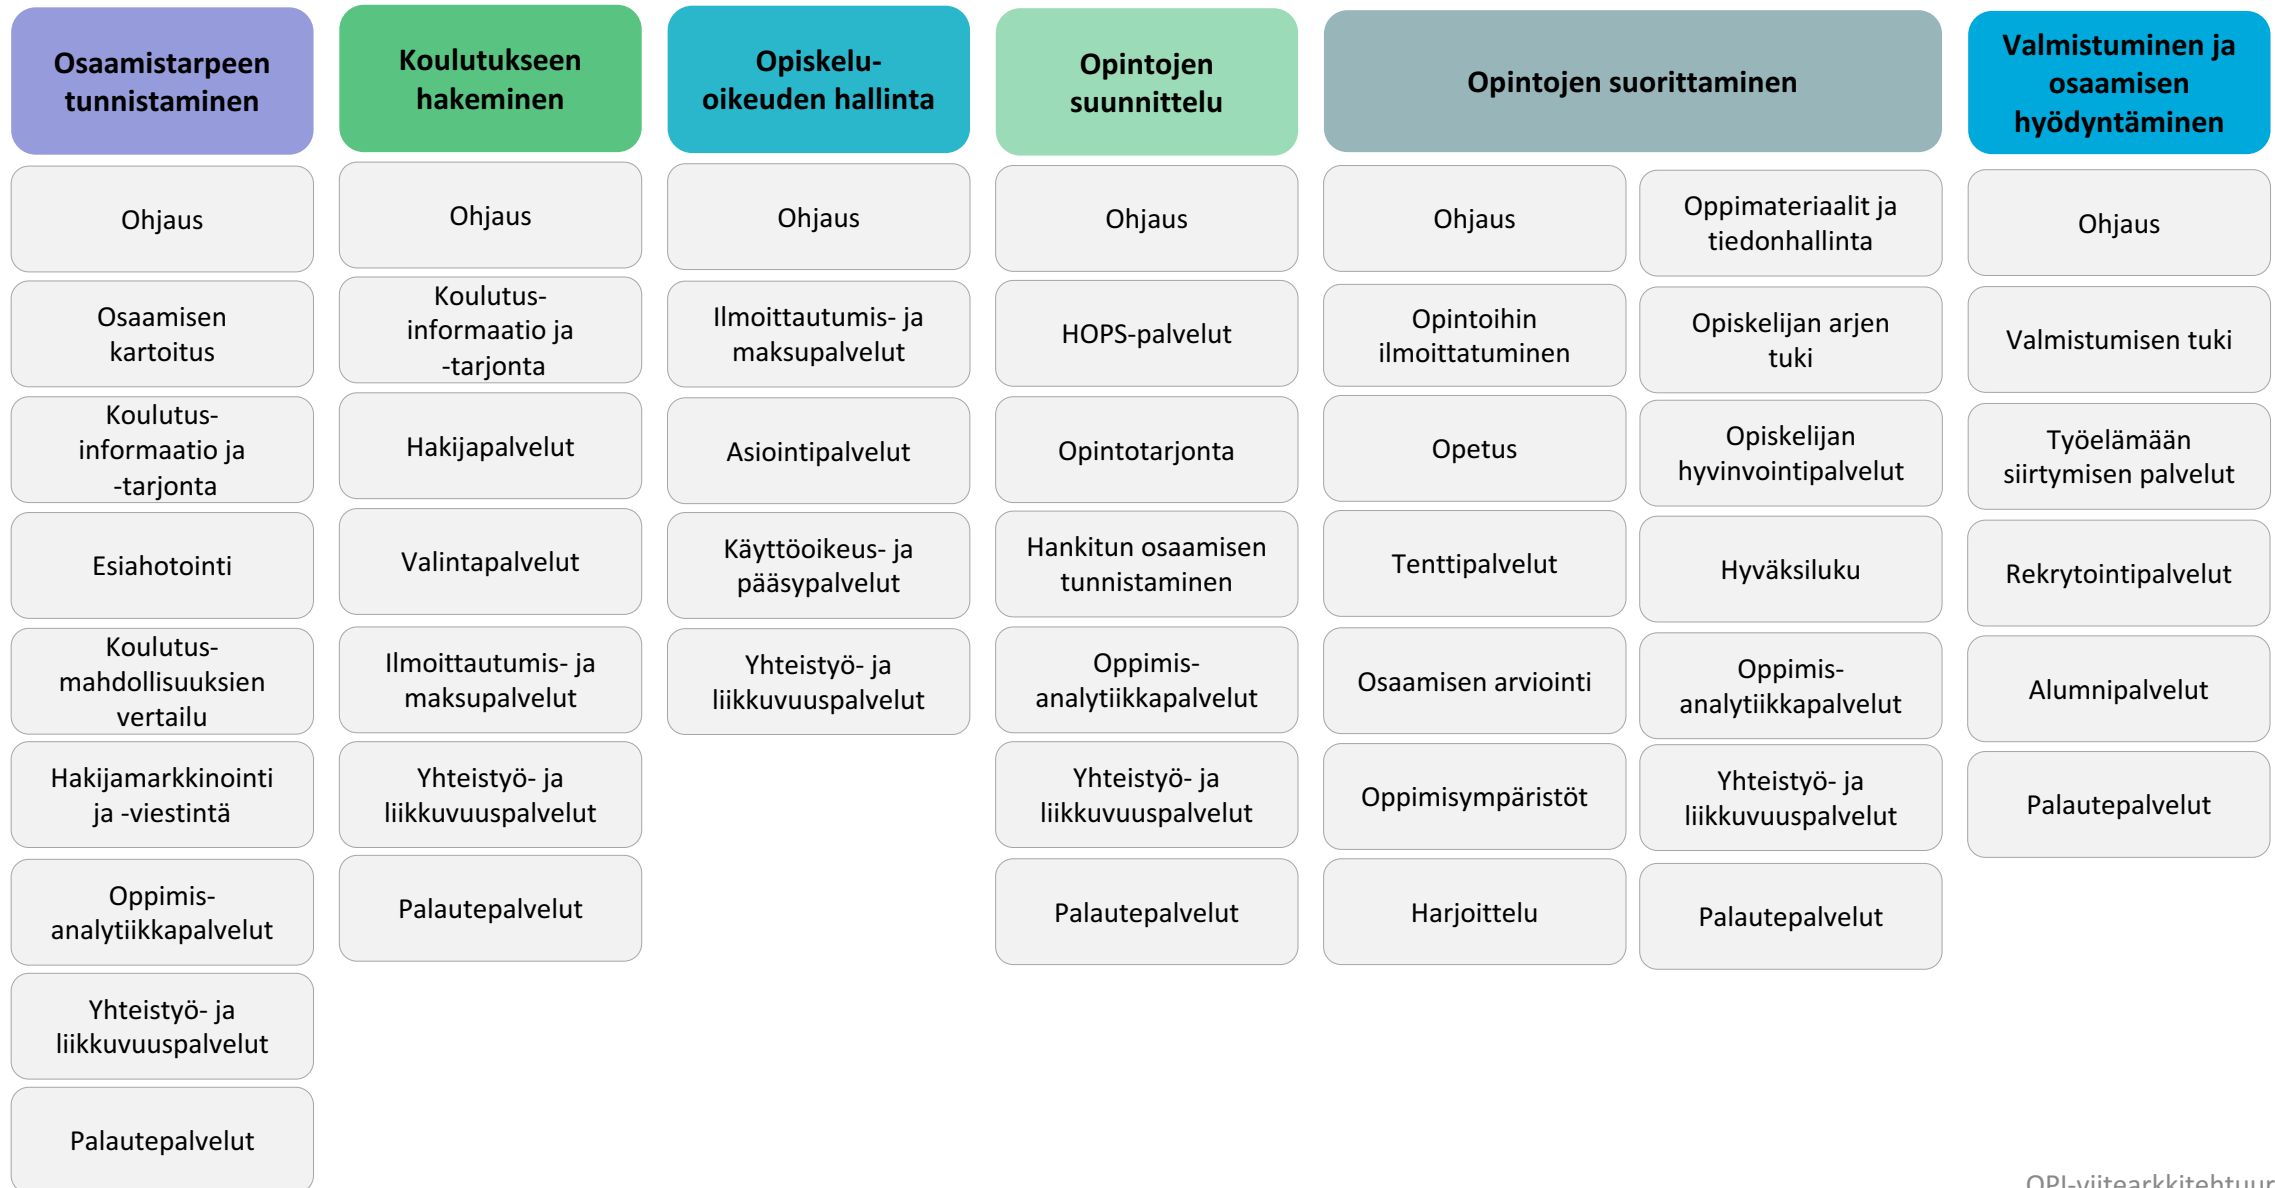 Osaamistarpeen
tunnistaminen
Ohjaus
Osaamisen
kartoitus
Koulutus-
informaatio ja
-tarjonta
Esiahotointi
Koulutus-
mahdollisuuksien
vertailu
Hakijamarkkinointi
ja -viestintä
Oppimis-
analytiikkapalvelut
Yhteistyö- ja
liikkuvuuspalvelut
Palautepalvelut
Koulutukseen
hakeminen
Ohjaus
Koulutus-
informaatio ja
-tarjonta
Hakijapalvelut
Valintapalvelut
Ilmoittautumis- ja
maksupalvelut
Yhteistyö- ja
liikkuvuuspalvelut
Palautepalvelut
Opiskelu-
oikeuden hallinta
Ohjaus
Ilmoittautumis- ja
maksupalvelut
Asiointipalvelut
Käyttöoikeus- ja
pääsypalvelut
Yhteistyö- ja
liikkuvuuspalvelut
Opintojen
suunnittelu
Ohjaus
HOPS-palvelut
Opintotarjonta
Hankitun osaamisen
tunnistaminen
Oppimis-
analytiikkapalvelut
Yhteistyö- ja
liikkuvuuspalvelut
Palautepalvelut
Opintojen suorittaminen
Ohjaus
Opintoihin
ilmoittatuminen
Opetus
Tenttipalvelut
Osaamisen arviointi
Oppimisympäristöt
Harjoittelu
Oppimateriaalit ja
tiedonhallinta
Opiskelijan arjen
tuki
Opiskelijan
hyvinvointipalvelut
Hyväksiluku
Oppimis-
analytiikkapalvelut
Yhteistyö- ja
liikkuvuuspalvelut
Palautepalvelut
Valmistuminen ja
osaamisen
hyödyntäminen
Ohjaus
Valmistumisen tuki
Työelämään
siirtymisen palvelut
Rekrytointipalvelut
Alumnipalvelut
Palautepalvelut
OPI-viitearkkitehtuur